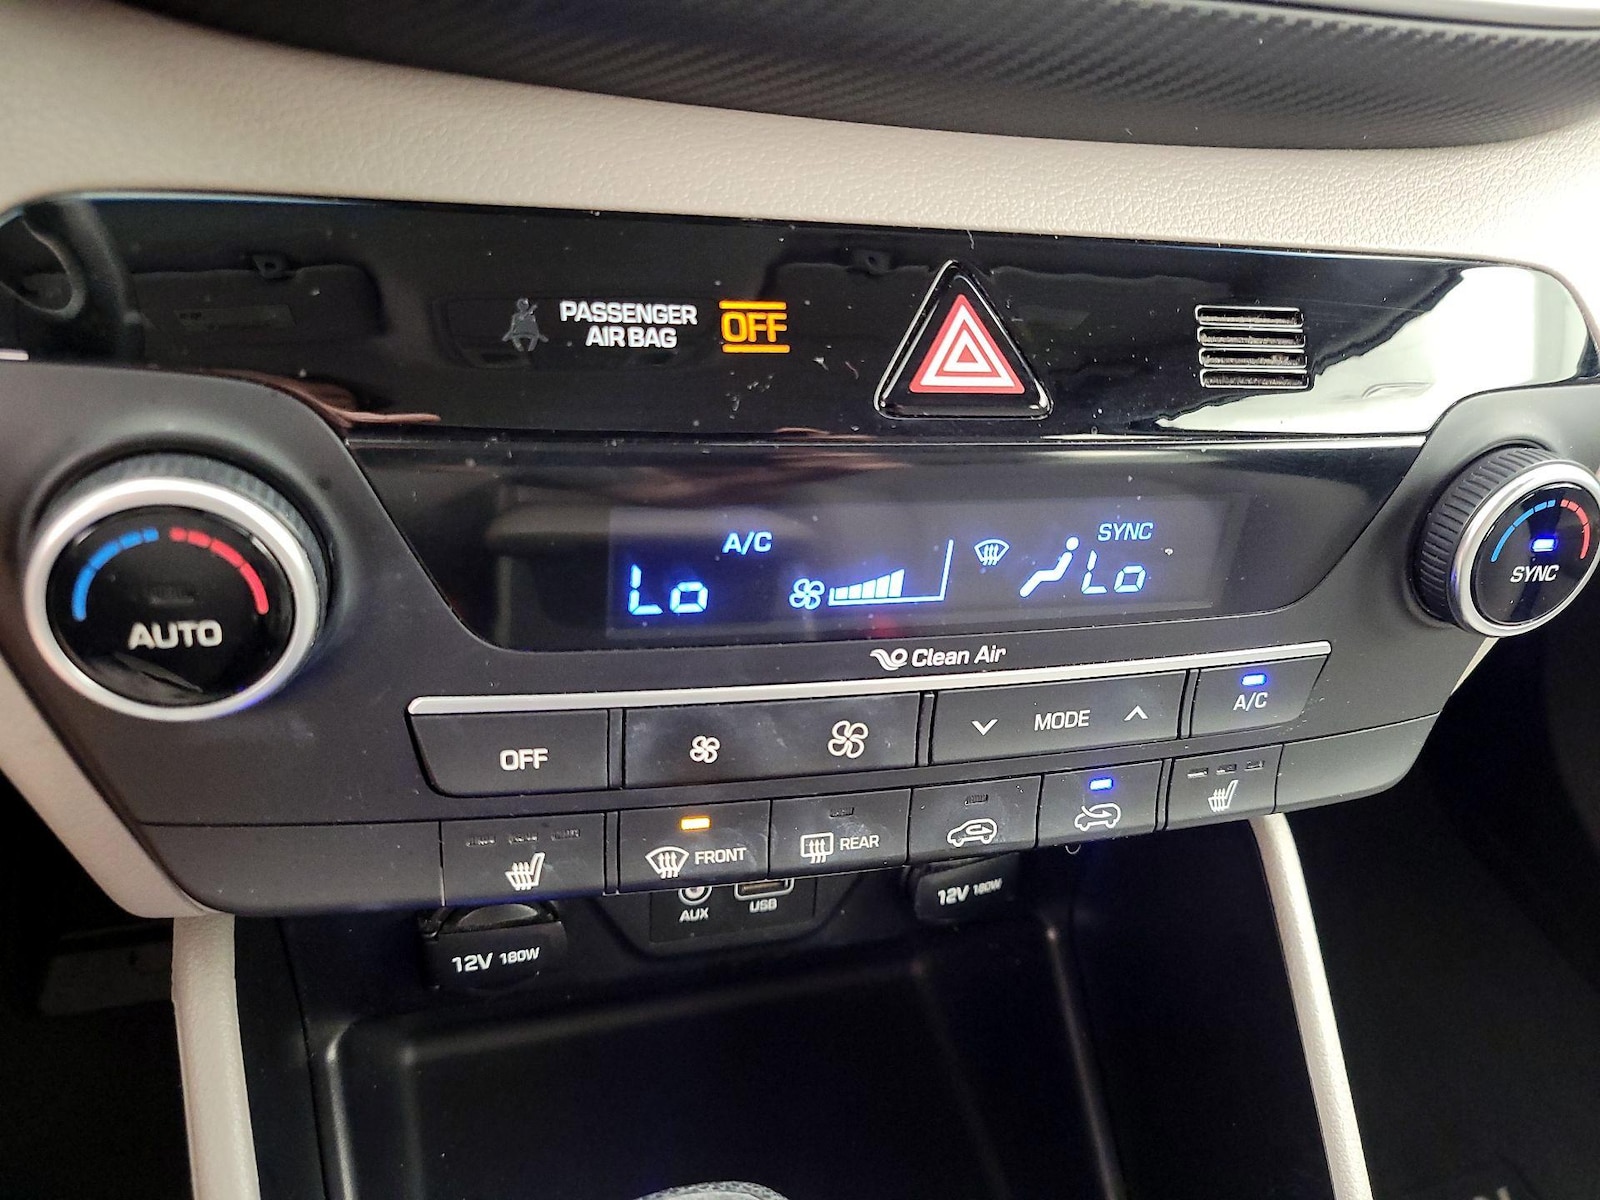 PASSENGER
AIR BAG
OFF
A/C
SYNC
Lo
Lo
AUTO
SYNC
Clean Air
OFF
MODE
A/C
FRONT
REAR
AUX
USB
12V 180W
12V 180W